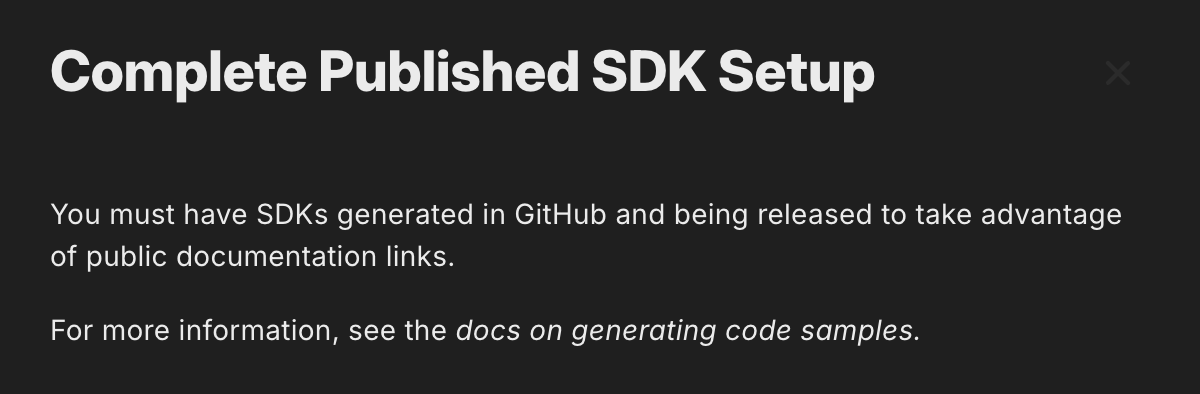 Complete Published SDK Setup
You must have SDKs generated in GitHub and being released to take advantage
of public documentation links.
For more information, see the docs on generating code samples.